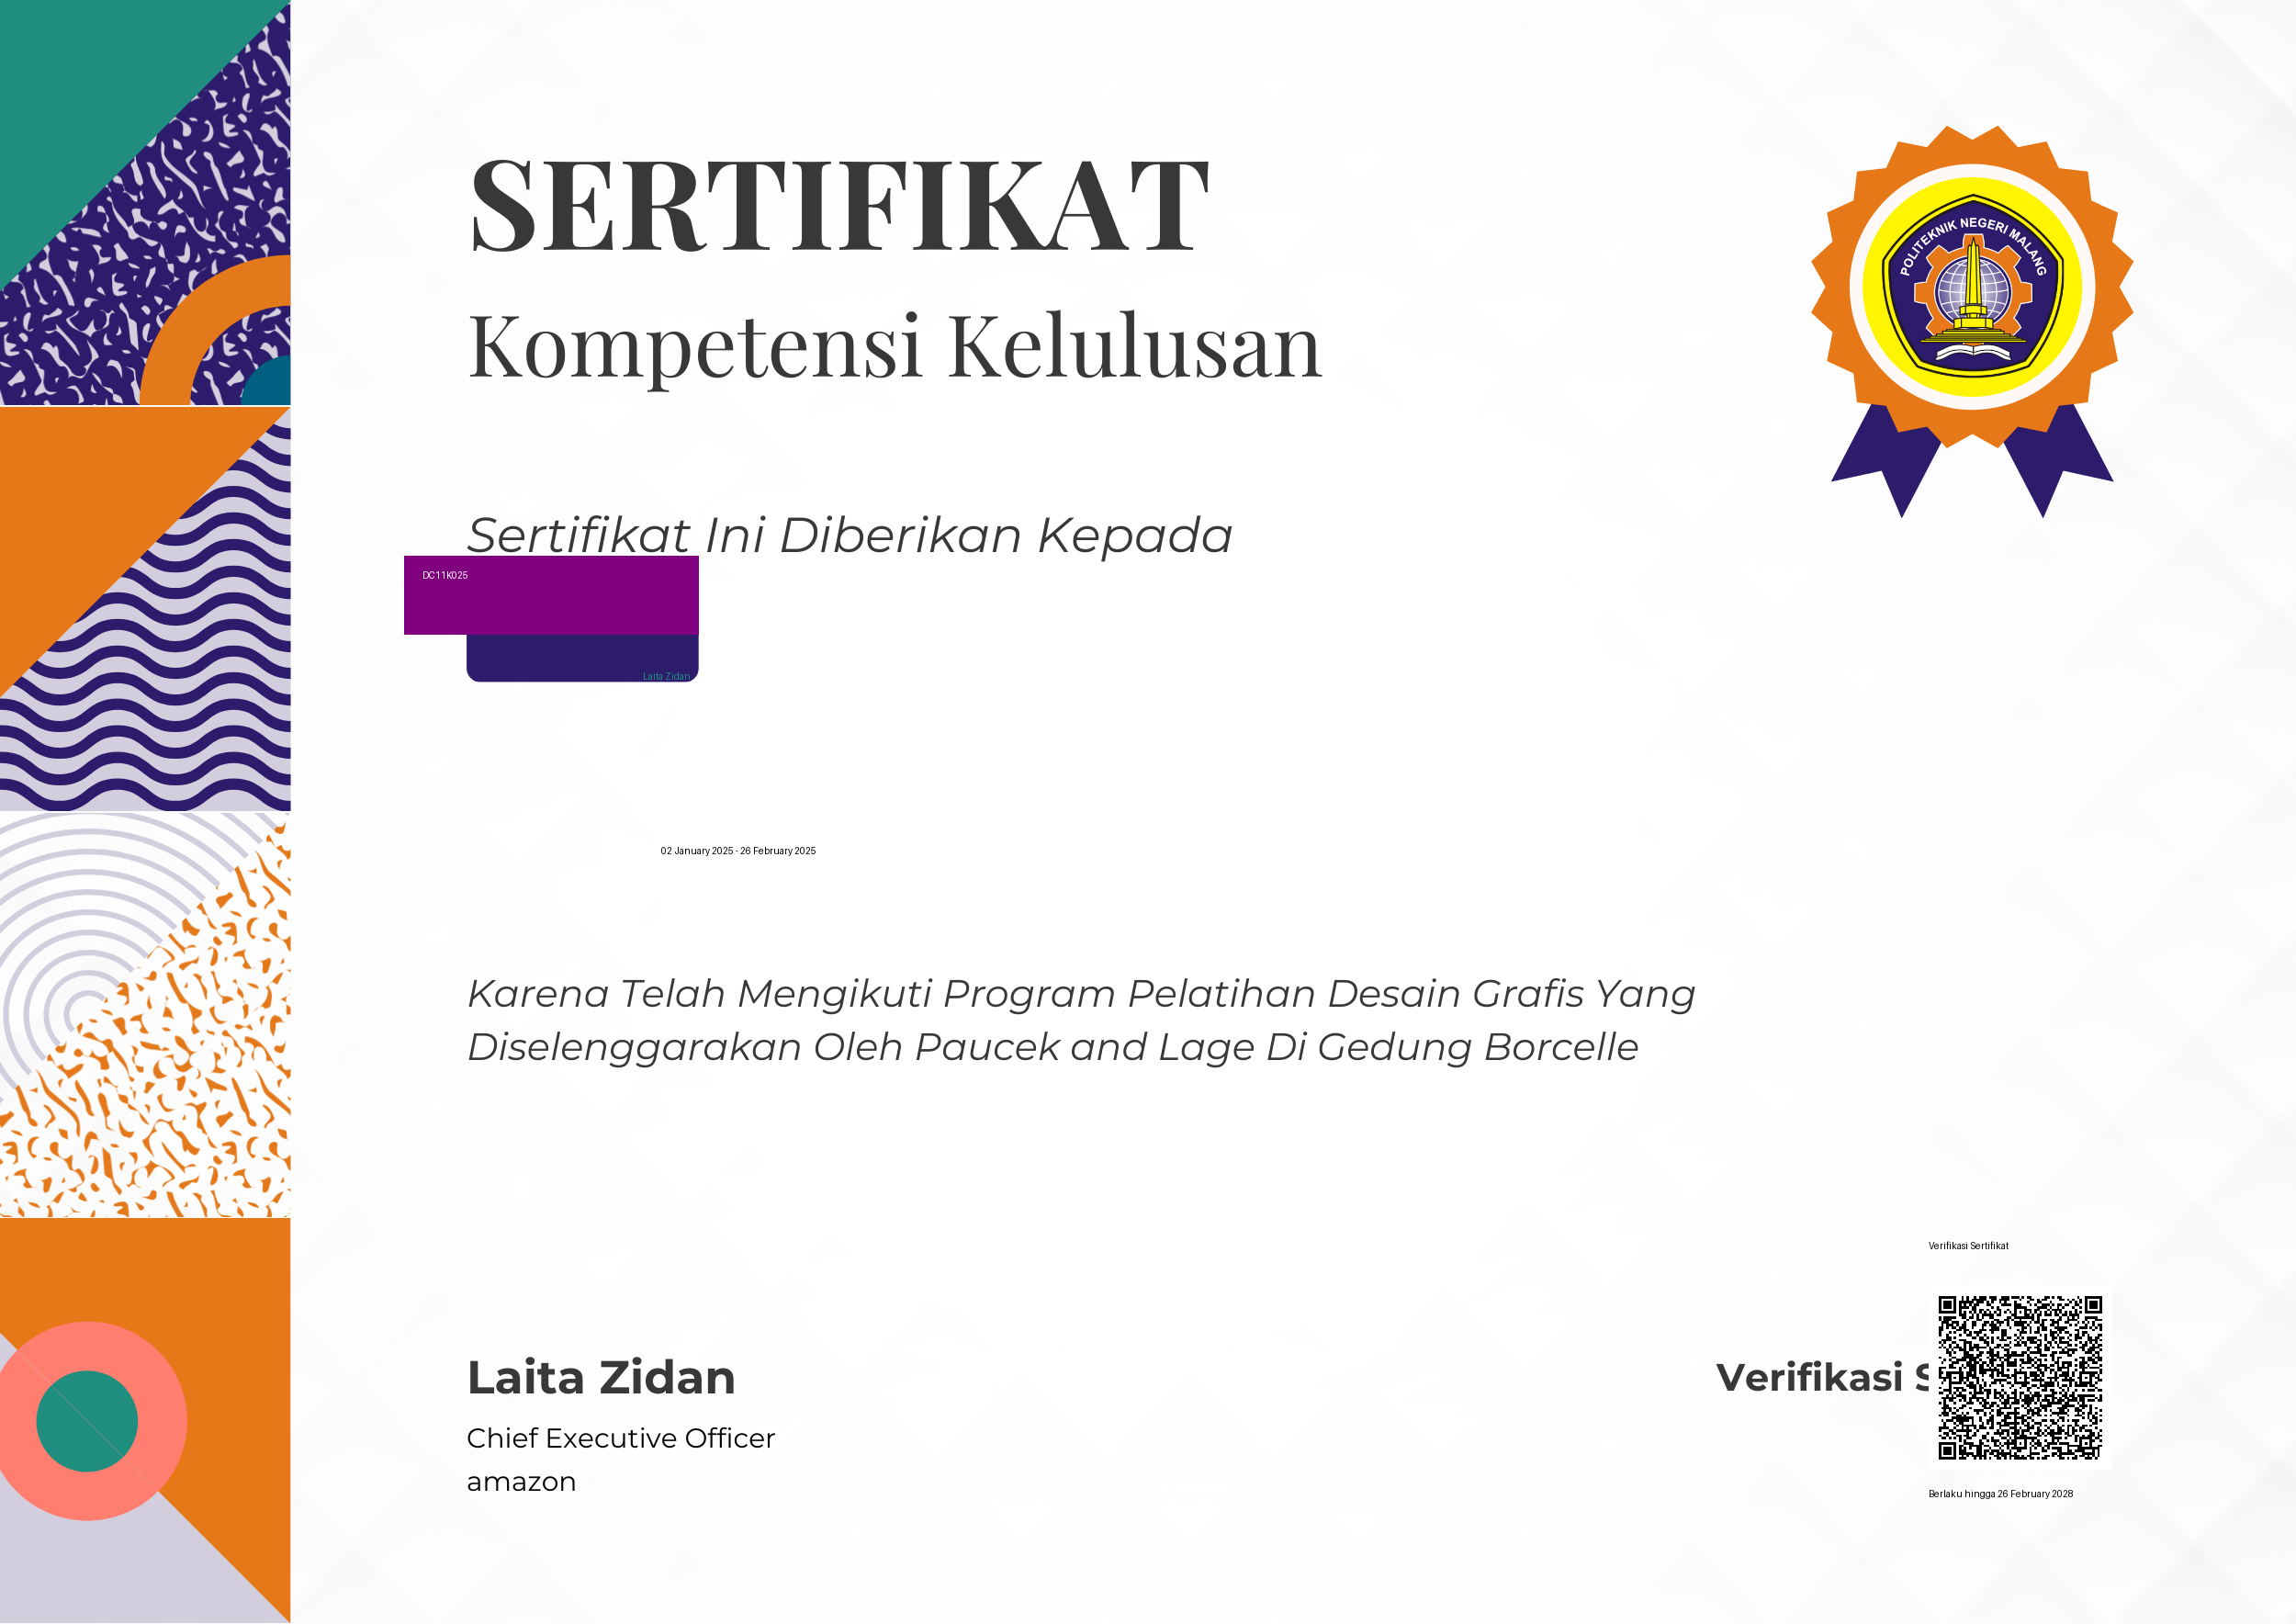 SERTIFIKAT
POLITEKNIK NEGERI MALANG
Kompetensi Kelulusan
Sertifikat Ini Diberikan Kepada
DC11K025
Laita Zidan
02 January 2025 - 26 February 2025
Karena Telah Mengikuti Program Pelatihan Desain Grafis Yang
Diselenggarakan Oleh Paucek and Lage Di Gedung Borcelle
Verifikasi Sertifikat
Laita Zidan
Verifikasi S
Chief Executive Officer
amazon
Berlaku hingga 26 February 2028